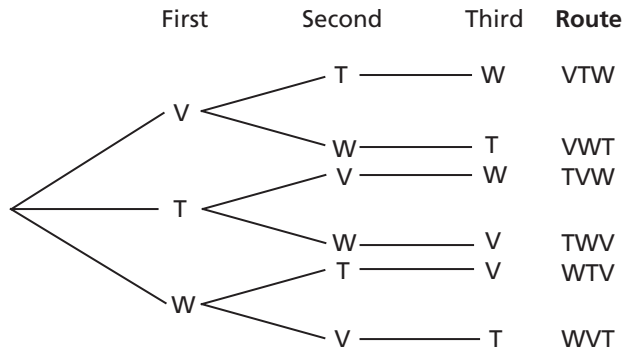 First Second Third Route
T W VTW
V
W T VWT
V W TVW
T
W V TWV
T V WTV
W
V T WVT